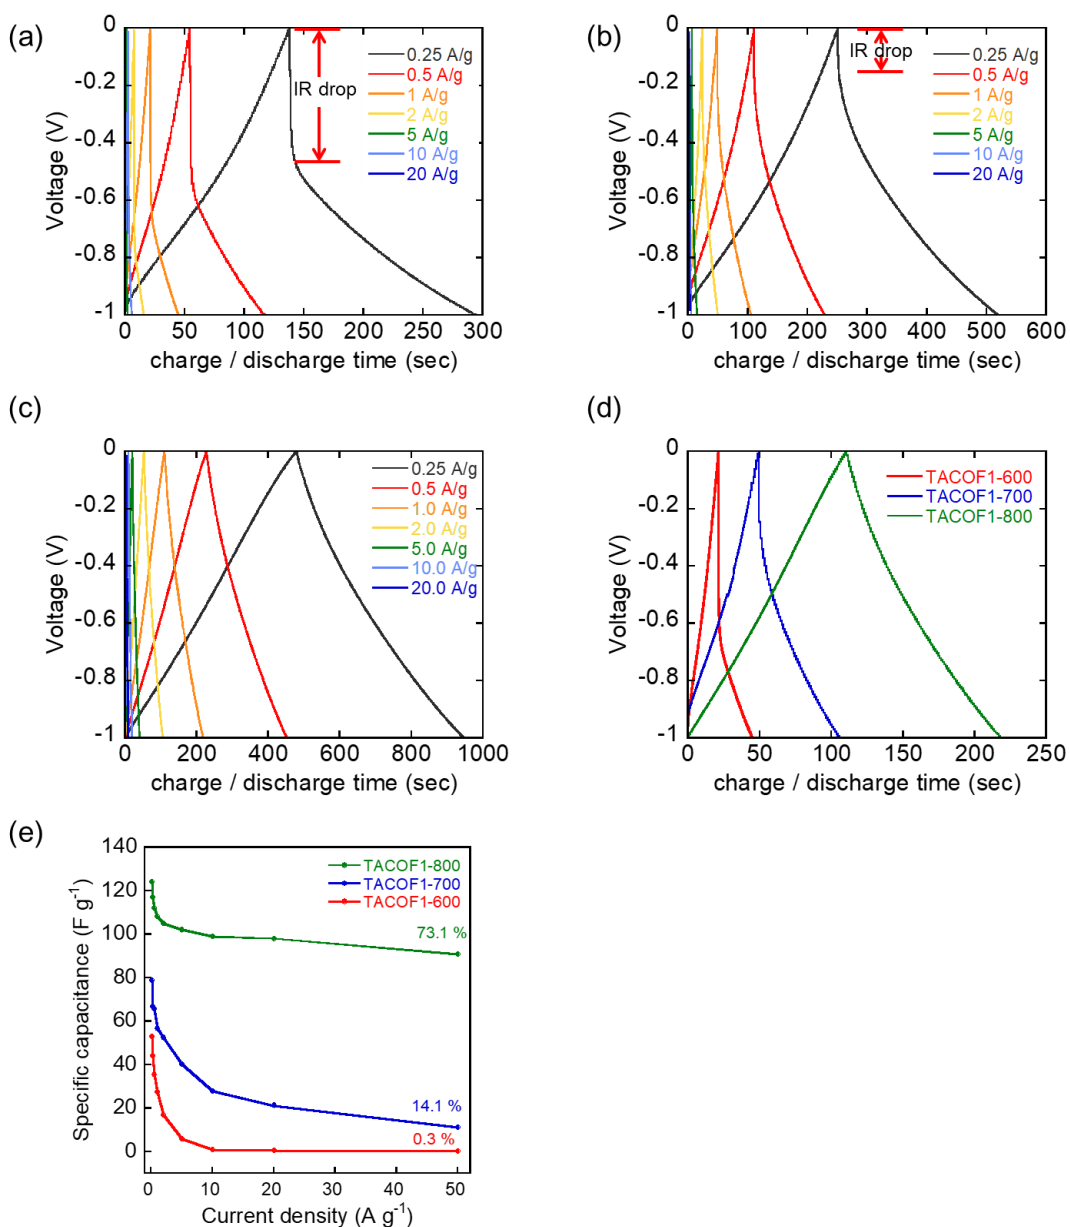 (a)
0
-0.2
-0.4
-0.6
-0.8
-1
Voltage (V)
0.25 A/g
0.5 A/g
1 A/g
2 A/g
5 A/g
10 A/g
20 A/g
IR drop
0 50 100 150 200 250 300
charge / discharge time (sec)
(b)
0
-0.2
-0.4
-0.6
-0.8
-1
Voltage (V)
IR drop
0.25 A/g
0.5 A/g
1 A/g
2 A/g
5 A/g
10 A/g
20 A/g
0 100 200 300 400 500 600
charge / discharge time (sec)
(c)
0
-0.2
-0.4
-0.6
-0.8
-1
Voltage (V)
0.25 A/g
0.5 A/g
1.0 A/g
2.0 A/g
5.0 A/g
10.0 A/g
20.0 A/g
0 200 400 600 800 1000
charge / discharge time (sec)
(d)
0
-0.2
-0.4
-0.6
-0.8
-1
Voltage (V)
TACOF1-600
TACOF1-700
TACOF1-800
0 50 100 150 200 250
charge / discharge time (sec)
(e)
140
120
100
80
60
40
20
0
Specific capacitance (F g⁻¹)
TACOF1-800
TACOF1-700
TACOF1-600
73.1 %
14.1 %
0.3 %
0 10 20 30 40 50
Current density (A g⁻¹)